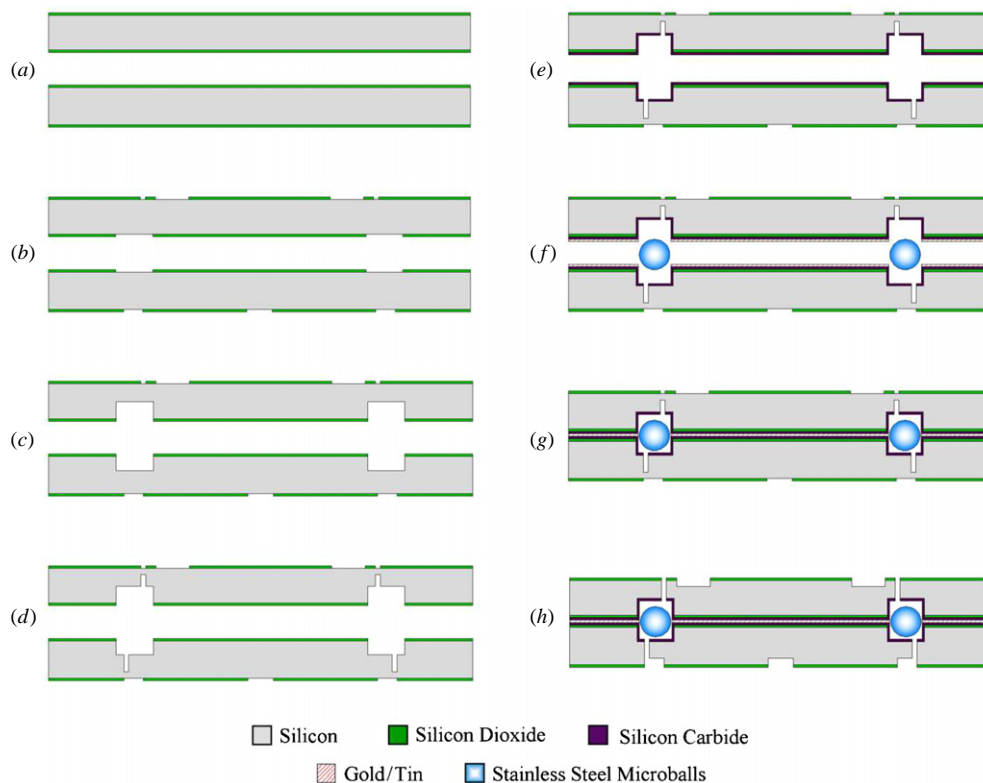 (a)
(b)
(c)
(d)
(e)
(f)
(g)
(h)
Silicon
Silicon Dioxide
Silicon Carbide
Gold/Tin
Stainless Steel Microballs